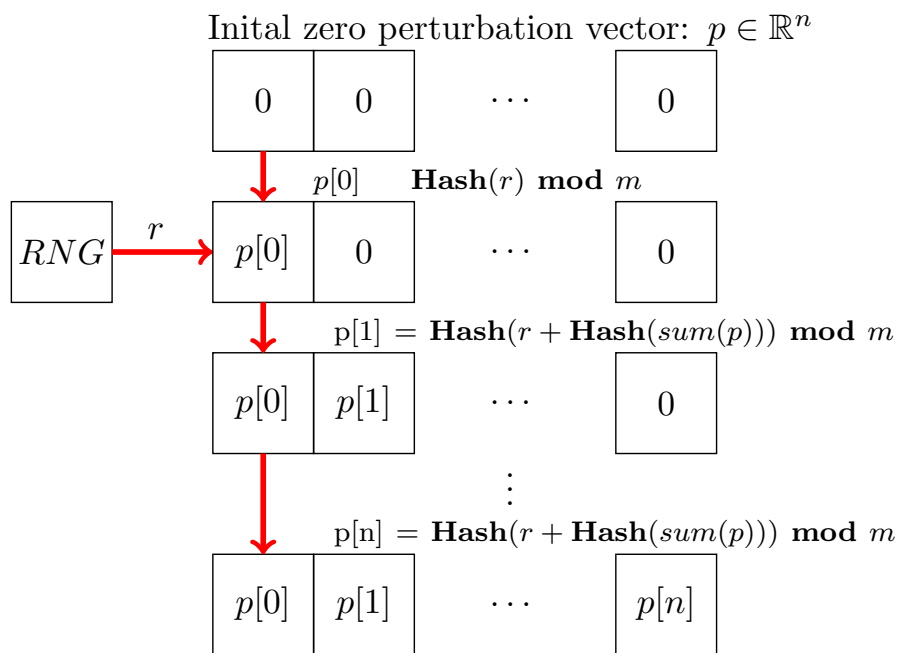 Inital zero perturbation vector: p ∈ ℝⁿ
0 0 ··· 0
p[0] Hash(r) mod m
RNG r p[0] 0 ··· 0
p[1] = Hash(r + Hash(sum(p))) mod m
p[0] p[1] ··· 0
⋮
p[n] = Hash(r + Hash(sum(p))) mod m
p[0] p[1] ··· p[n]